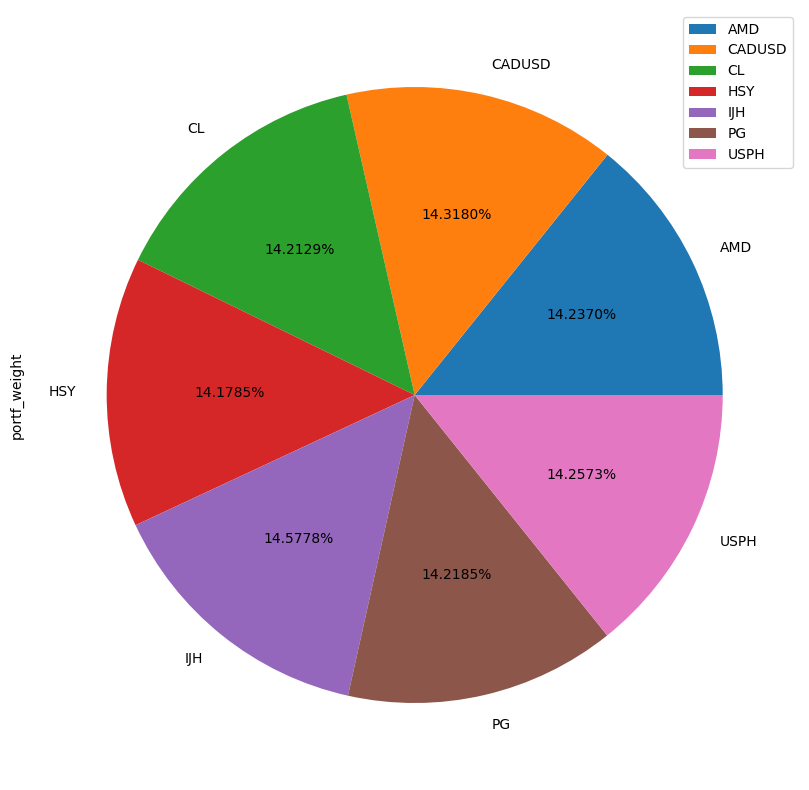 AMD
CADUSD
CL
HSY
IJH
PG
USPH
CADUSD
CL
14.3180%
AMD
14.2129%
14.2370%
portf_weight
HSY
14.1785%
14.2573%
14.5778%
USPH
14.2185%
IJH
PG